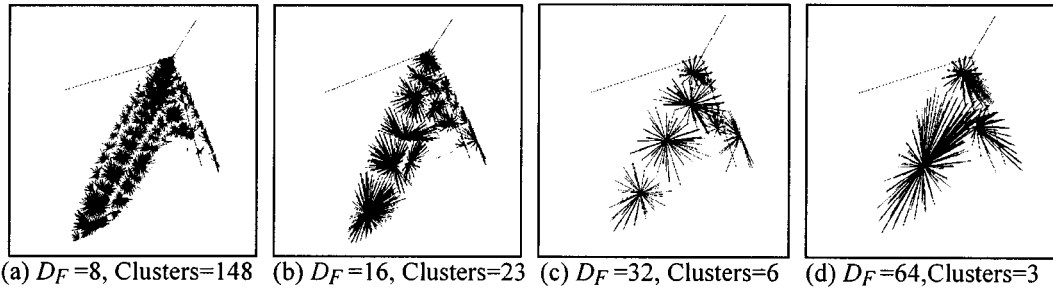 (a) D_F =8, Clusters=148 (b) D_F =16, Clusters=23 (c) D_F =32, Clusters=6 (d) D_F =64,Clusters=3